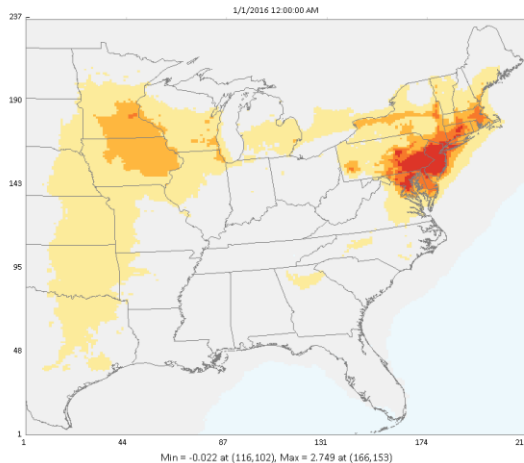 1/1/2016 12:00:00 AM
237
190
143
95
48
1
1 44 87 131 174 21
Min = -0.022 at (116,102), Max = 2.749 at (166,153)